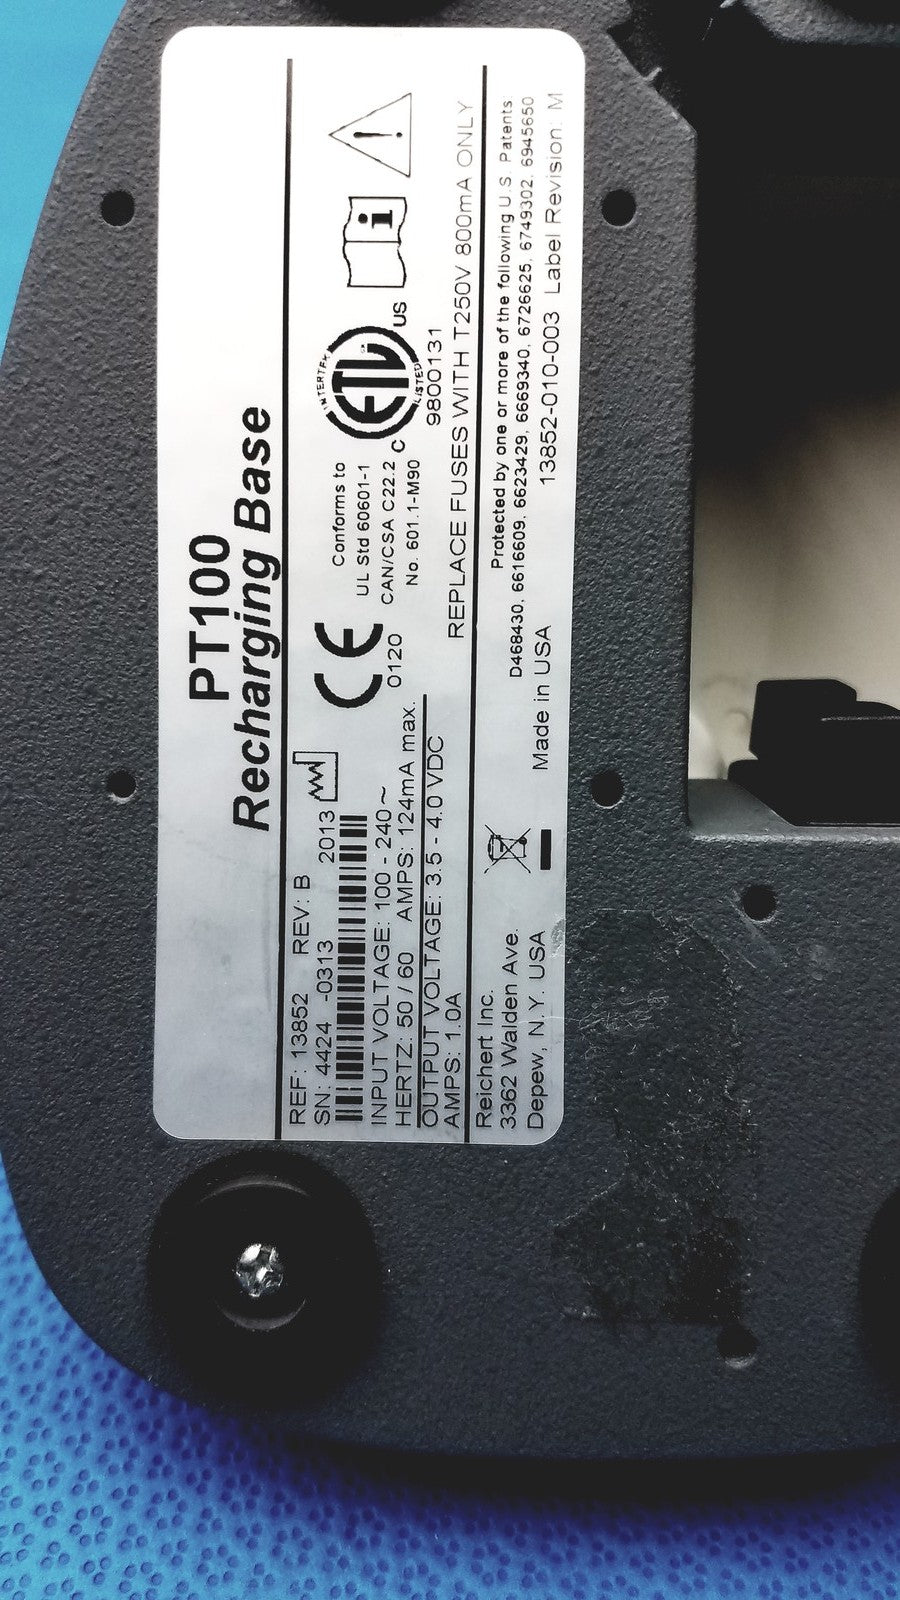 PT100
Recharging Base
REF: 13852 REV: B
SN: 4424 -0313 2013
INPUT VOLTAGE: 100 - 240~
HERTZ: 50 / 60 AMPS: 124mA max.
OUTPUT VOLTAGE: 3.5 - 4.0 VDC
AMPS: 1.0A
CE
0120
Conforms to
UL Std 60601-1
CAN/CSA C22.2
No. 601.1-M90
INTERTEK
C ETL US
LISTED
9800131
REPLACE FUSES WITH T250V 800mA ONLY
Reichert Inc.
3362 Walden Ave.
Depew, N.Y. USA
Made in USA
Protected by one or more of the following U.S. Patents
D468430, 6616609, 6623429, 6669340, 6726625, 6749302, 6945650
13852-010-003 Label Revision: M